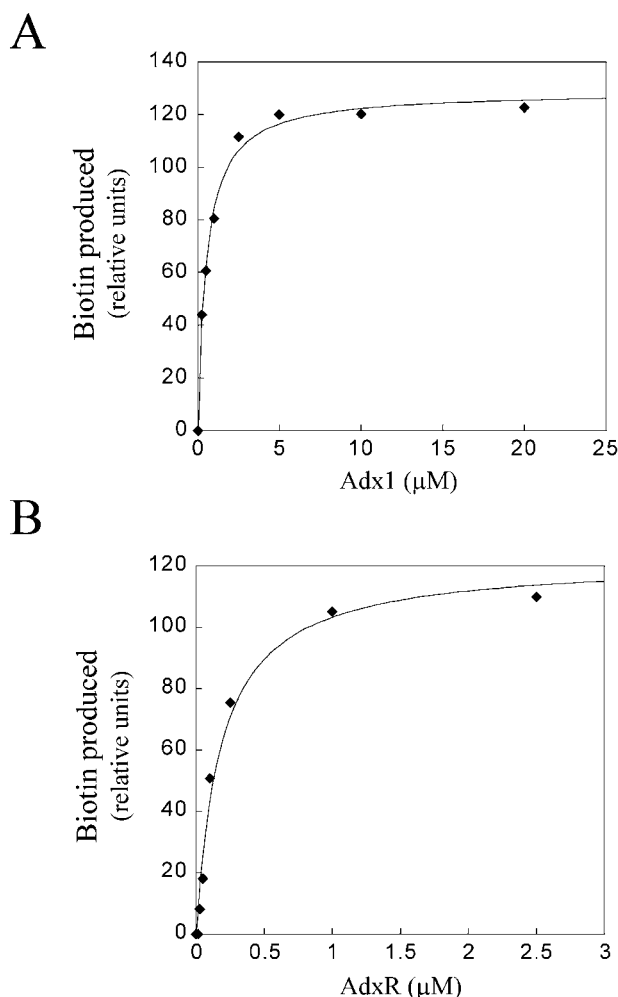 A
140
120
100
80
60
40
20
0
Biotin produced
(relative units)
0 5 10 15 20 25
Adx1 (μM)
B
120
100
80
60
40
20
0
Biotin produced
(relative units)
0 0.5 1 1.5 2 2.5 3
AdxR (μM)